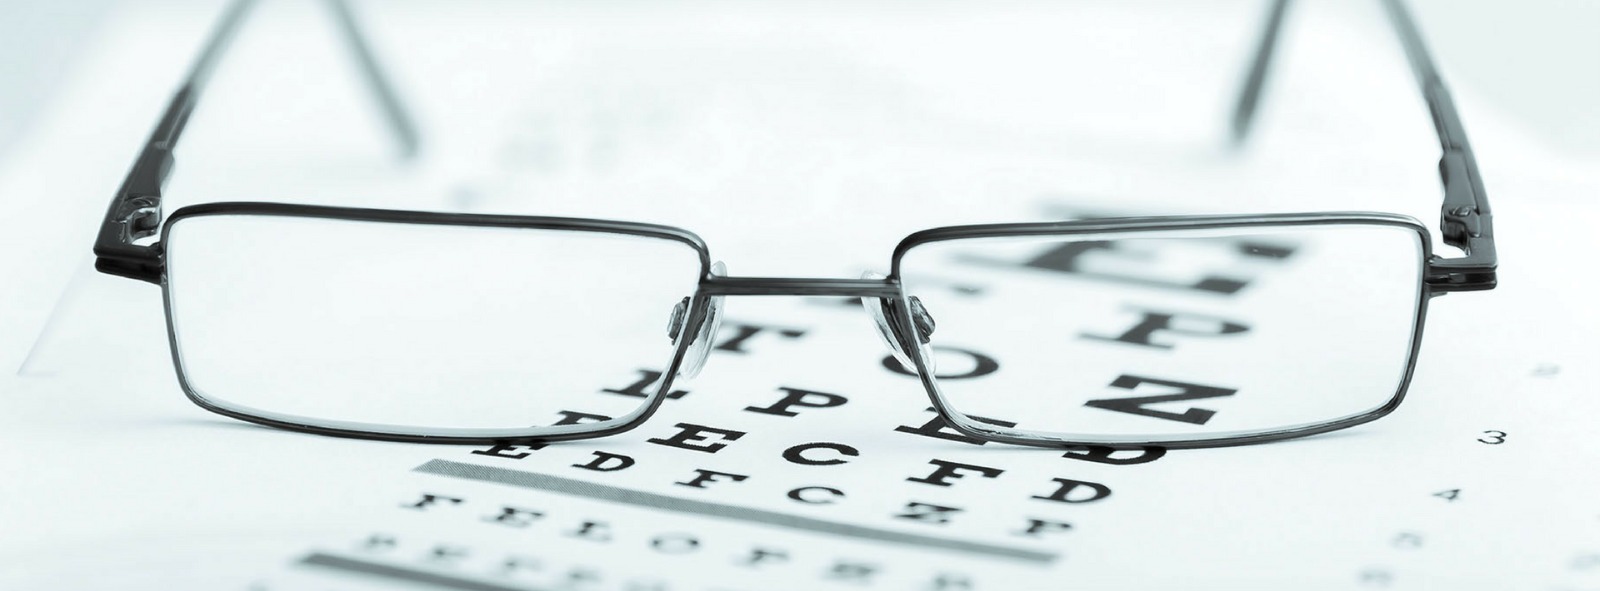 E
F P
T O Z
L P E D 3
P E C F D 4
E D F C Z P
F E L O P Z D